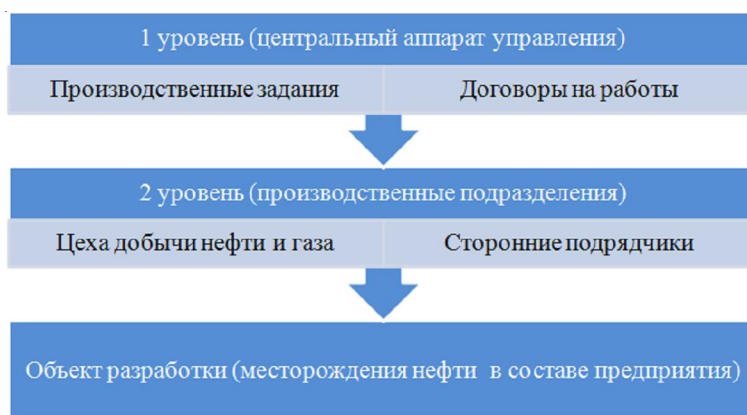 1 уровень (центральный аппарат управления)
Производственные задания
Договоры на работы
2 уровень (производственные подразделения)
Цеха добычи нефти и газа
Сторонние подрядчики
Объект разработки (месторождения нефти в составе предприятия)